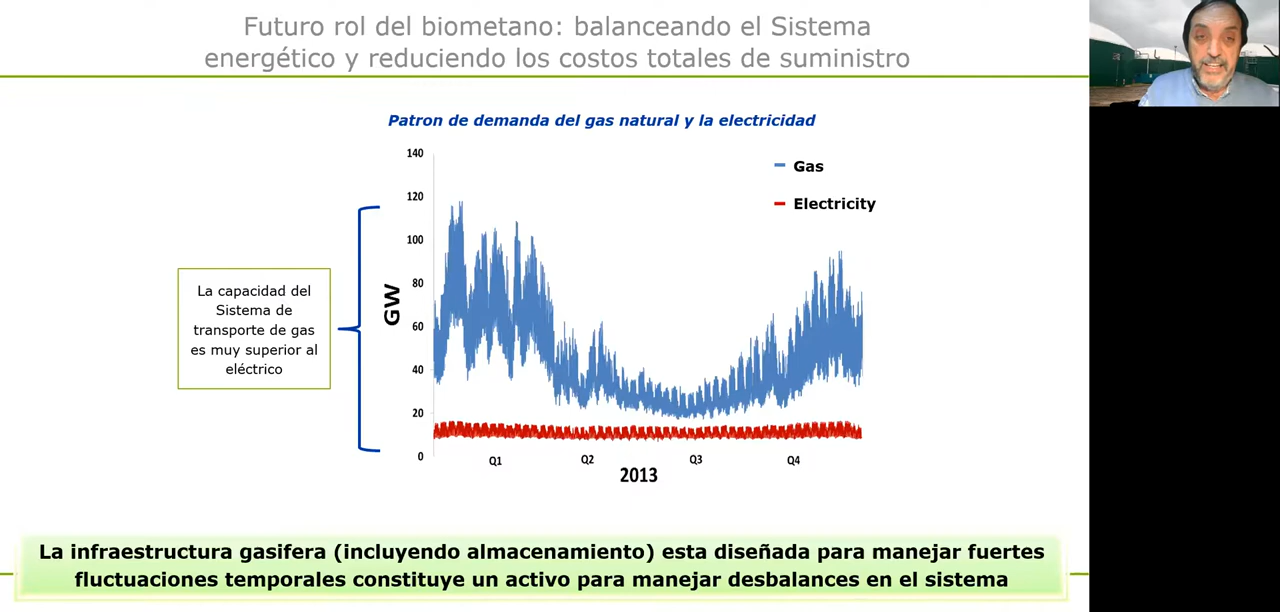 Futuro rol del biometano: balanceando el Sistema
energético y reduciendo los costos totales de suministro
Patron de demanda del gas natural y la electricidad
140
120
100
80
60
40
20
0
GW
Gas
Electricity
La capacidad del
Sistema de
transporte de gas
es muy superior al
eléctrico
Q1
Q2
Q3
Q4
2013
La infraestructura gasifera (incluyendo almacenamiento) esta diseñada para manejar fuertes
fluctuaciones temporales constituye un activo para manejar desbalances en el sistema